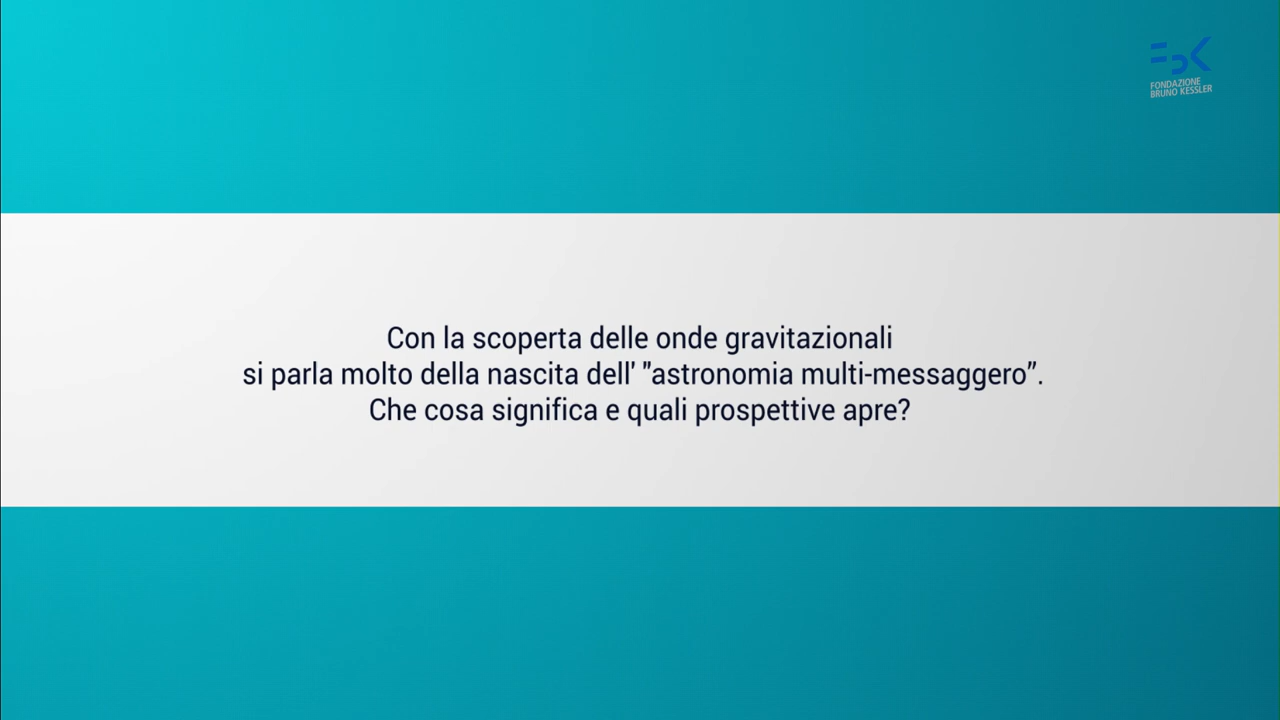 FBK
FONDAZIONE
BRUNO KESSLER
Con la scoperta delle onde gravitazionali
si parla molto della nascita dell' "astronomia multi-messaggero”.
Che cosa significa e quali prospettive apre?